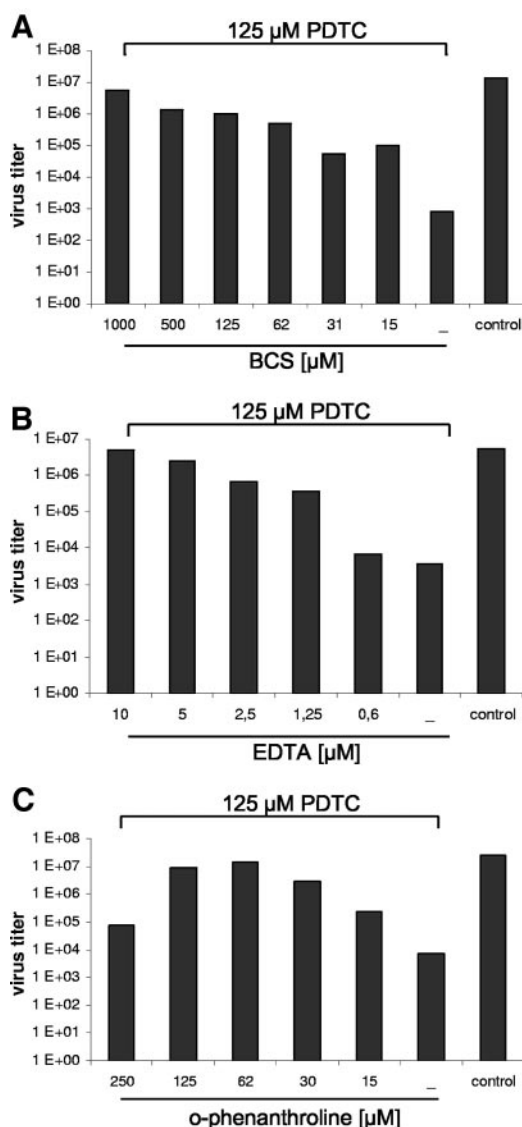 A
125 µM PDTC
virus titer
1 E+08
1 E+07
1 E+06
1 E+05
1 E+04
1 E+03
1 E+02
1 E+01
1 E+00
1000 500 125 62 31 15 _ control
BCS [µM]
B
125 µM PDTC
virus titer
1 E+07
1 E+06
1 E+05
1 E+04
1 E+03
1 E+02
1 E+01
1 E+00
10 5 2,5 1,25 0,6 _ control
EDTA [µM]
C
125 µM PDTC
virus titer
1 E+08
1 E+07
1 E+06
1 E+05
1 E+04
1 E+03
1 E+02
1 E+01
1 E+00
250 125 62 30 15 _ control
o-phenanthroline [µM]